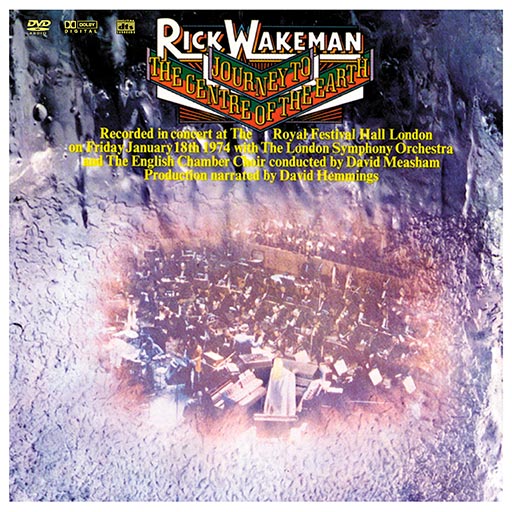 DVD
AUDIO
DOLBY
DIGITAL
dts
RICK WAKEMAN
JOURNEY TO
THE CENTRE OF THE EARTH
Recorded in concert at The Royal Festival Hall London
on Friday January 18th 1974 with The London Symphony Orchestra
and The English Chamber Choir conducted by David Measham
Production narrated by David Hemmings